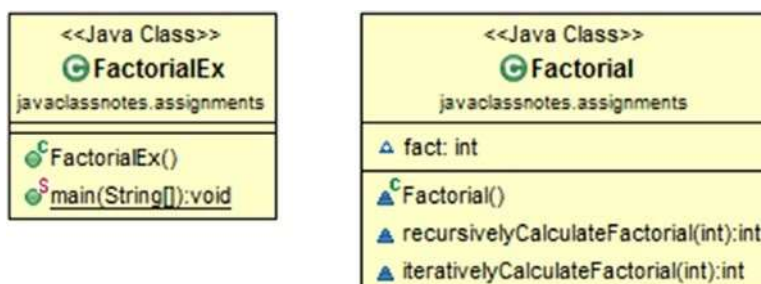 <<Java Class>>
FactorialEx
javaclassnotes.assignments
FactorialEx()
main(String[]):void
<<Java Class>>
Factorial
javaclassnotes.assignments
fact: int
Factorial()
recursivelyCalculateFactorial(int):int
iterativelyCalculateFactorial(int):int